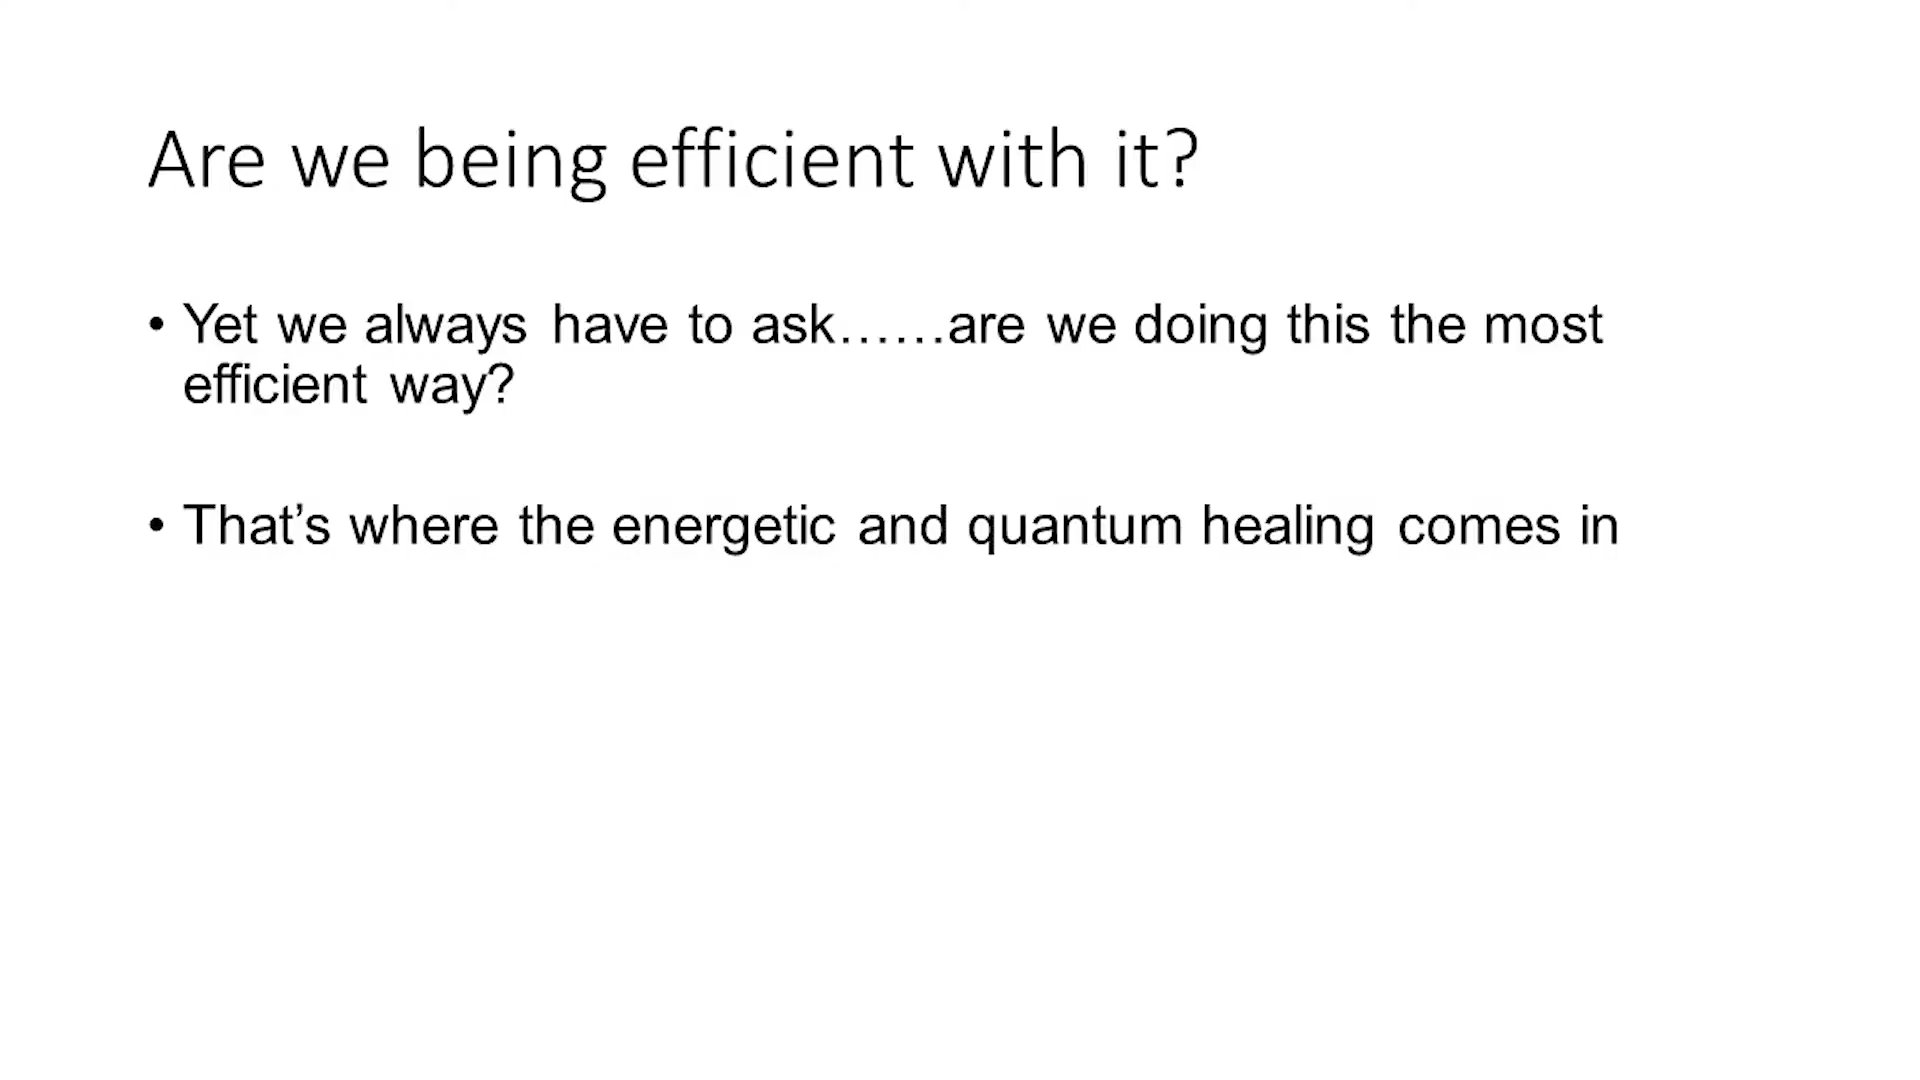 Are we being efficient with it?
• Yet we always have to ask……are we doing this the most
efficient way?
• That’s where the energetic and quantum healing comes in